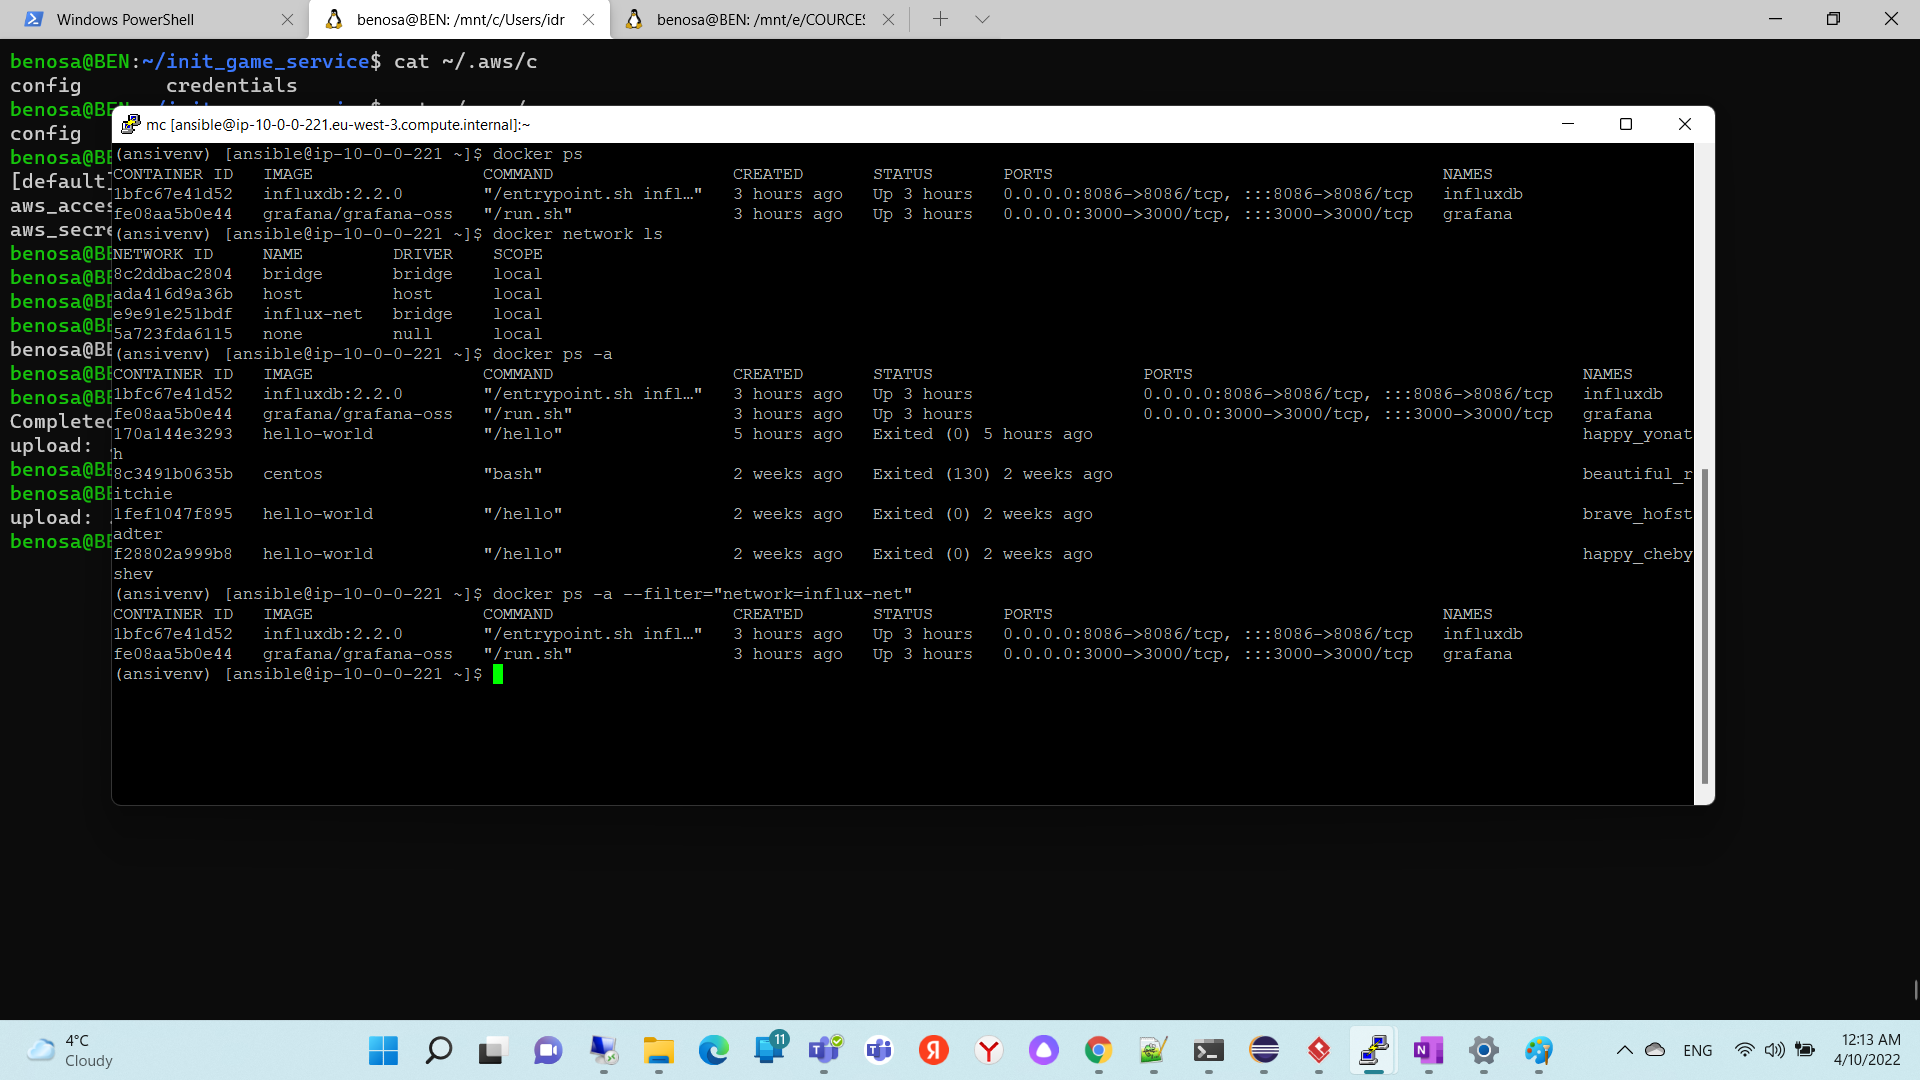 Windows PowerShell
benosa@BEN: /mnt/c/Users/idr
benosa@BEN: /mnt/e/COURCES
benosa@BEN:~/init_game_service$ cat ~/.aws/c
config credentials
benosa@BEN
config
benosa@BE
[default]
aws_acces
aws_secre
benosa@BE
benosa@BE
benosa@BE
benosa@BE
benosa@BE
benosa@BE
benosa@BE
Completed
upload:
benosa@BE
benosa@BE
upload:
benosa@BE
mc [ansible@ip-10-0-0-221.eu-west-3.compute.internal]:~
(ansivenv) [ansible@ip-10-0-0-221 ~]$ docker ps
CONTAINER ID IMAGE COMMAND CREATED STATUS PORTS NAMES
1bfc67e41d52 influxdb:2.2.0 "/entrypoint.sh infl…" 3 hours ago Up 3 hours 0.0.0.0:8086->8086/tcp, :::8086->8086/tcp influxdb
fe08aa5b0e44 grafana/grafana-oss "/run.sh" 3 hours ago Up 3 hours 0.0.0.0:3000->3000/tcp, :::3000->3000/tcp grafana
(ansivenv) [ansible@ip-10-0-0-221 ~]$ docker network ls
NETWORK ID NAME DRIVER SCOPE
8c2ddbac2804 bridge bridge local
ada416d9a36b host host local
e9e91e251bdf influx-net bridge local
5a723fda6115 none null local
(ansivenv) [ansible@ip-10-0-0-221 ~]$ docker ps -a
CONTAINER ID IMAGE COMMAND CREATED STATUS PORTS NAMES
1bfc67e41d52 influxdb:2.2.0 "/entrypoint.sh infl…" 3 hours ago Up 3 hours 0.0.0.0:8086->8086/tcp, :::8086->8086/tcp influxdb
fe08aa5b0e44 grafana/grafana-oss "/run.sh" 3 hours ago Up 3 hours 0.0.0.0:3000->3000/tcp, :::3000->3000/tcp grafana
170a144e3293 hello-world "/hello" 5 hours ago Exited (0) 5 hours ago happy_yonat
h
8c3491b0635b centos "bash" 2 weeks ago Exited (130) 2 weeks ago beautiful_r
itchie
1fef1047f895 hello-world "/hello" 2 weeks ago Exited (0) 2 weeks ago brave_hofst
adter
f28802a999b8 hello-world "/hello" 2 weeks ago Exited (0) 2 weeks ago happy_cheby
shev
(ansivenv) [ansible@ip-10-0-0-221 ~]$ docker ps -a --filter="network=influx-net"
CONTAINER ID IMAGE COMMAND CREATED STATUS PORTS NAMES
1bfc67e41d52 influxdb:2.2.0 "/entrypoint.sh infl…" 3 hours ago Up 3 hours 0.0.0.0:8086->8086/tcp, :::8086->8086/tcp influxdb
fe08aa5b0e44 grafana/grafana-oss "/run.sh" 3 hours ago Up 3 hours 0.0.0.0:3000->3000/tcp, :::3000->3000/tcp grafana
(ansivenv) [ansible@ip-10-0-0-221 ~]$
4°C
Cloudy
11
ENG
12:13 AM
4/10/2022